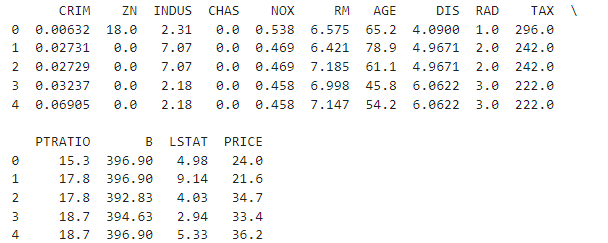 CRIM ZN INDUS CHAS NOX RM AGE DIS RAD TAX \
0 0.00632 18.0 2.31 0.0 0.538 6.575 65.2 4.0900 1.0 296.0
1 0.02731 0.0 7.07 0.0 0.469 6.421 78.9 4.9671 2.0 242.0
2 0.02729 0.0 7.07 0.0 0.469 7.185 61.1 4.9671 2.0 242.0
3 0.03237 0.0 2.18 0.0 0.458 6.998 45.8 6.0622 3.0 222.0
4 0.06905 0.0 2.18 0.0 0.458 7.147 54.2 6.0622 3.0 222.0
PTRATIO B LSTAT PRICE
0 15.3 396.90 4.98 24.0
1 17.8 396.90 9.14 21.6
2 17.8 392.83 4.03 34.7
3 18.7 394.63 2.94 33.4
4 18.7 396.90 5.33 36.2